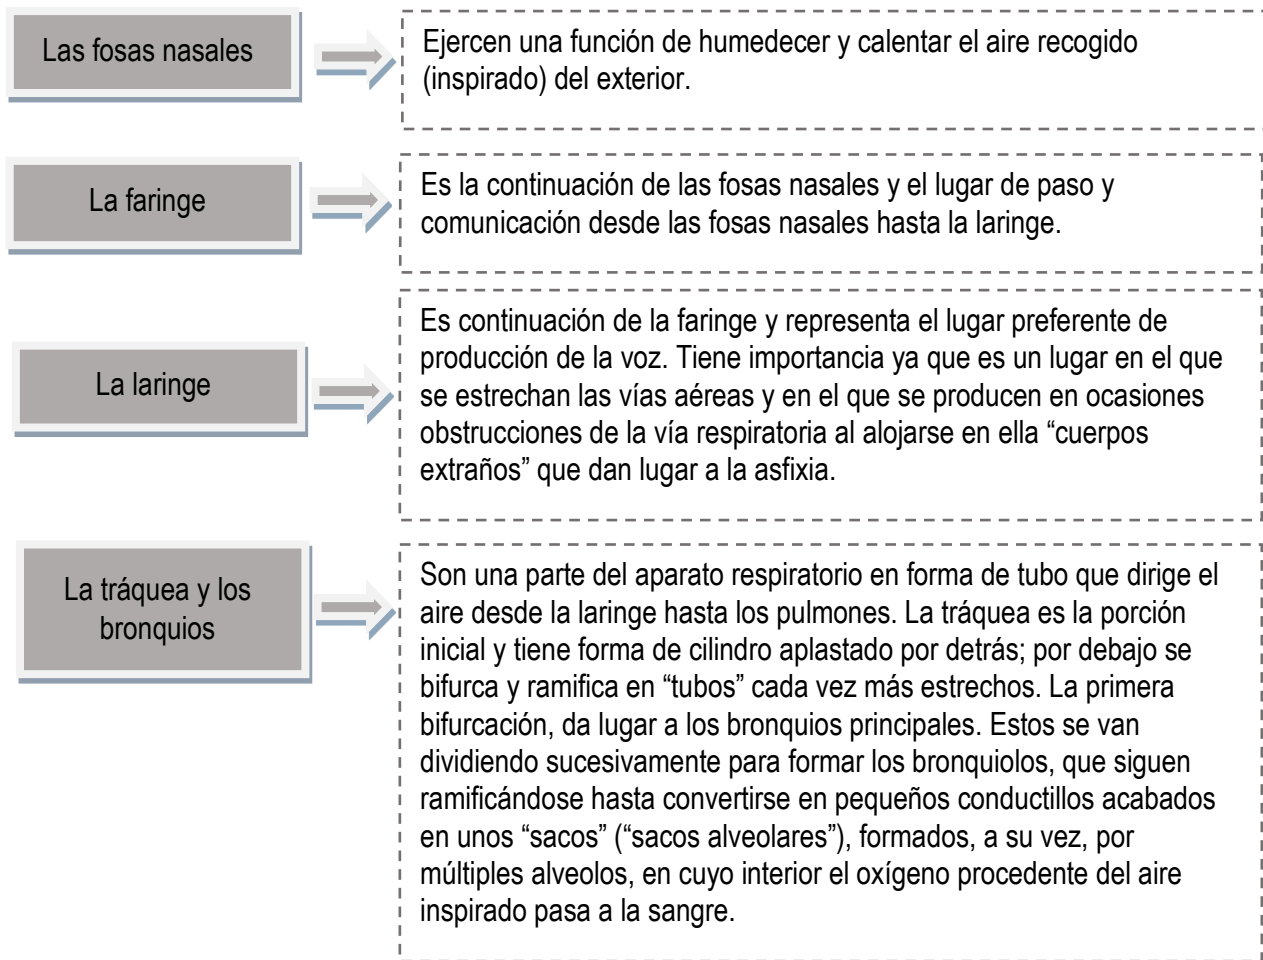 Las fosas nasales
Ejercen una función de humedecer y calentar el aire recogido
(inspirado) del exterior.
La faringe
Es la continuación de las fosas nasales y el lugar de paso y
comunicación desde las fosas nasales hasta la laringe.
La laringe
Es continuación de la faringe y representa el lugar preferente de
producción de la voz. Tiene importancia ya que es un lugar en el que
se estrechan las vías aéreas y en el que se producen en ocasiones
obstrucciones de la vía respiratoria al alojarse en ella “cuerpos
extraños” que dan lugar a la asfixia.
La tráquea y los
bronquios
Son una parte del aparato respiratorio en forma de tubo que dirige el
aire desde la laringe hasta los pulmones. La tráquea es la porción
inicial y tiene forma de cilindro aplastado por detrás; por debajo se
bifurca y ramifica en “tubos” cada vez más estrechos. La primera
bifurcación, da lugar a los bronquios principales. Estos se van
dividiendo sucesivamente para formar los bronquiolos, que siguen
ramificándose hasta convertirse en pequeños conductillos acabados
en unos “sacos” (“sacos alveolares”), formados, a su vez, por
múltiples alveolos, en cuyo interior el oxígeno procedente del aire
inspirado pasa a la sangre.